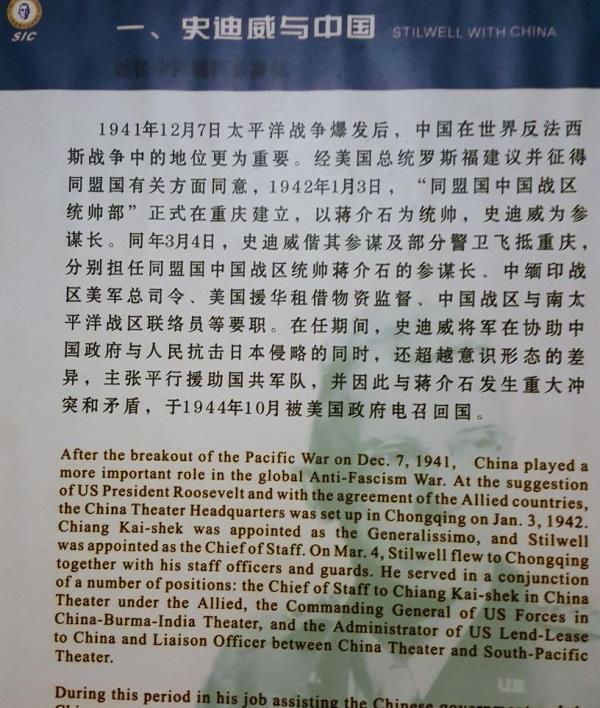 SIC
一、史迪威与中国 STILWELL WITH CHINA
1941年12月7日太平洋战争爆发后，中国在世界反法西
斯战争中的地位更为重要。经美国总统罗斯福建议并征得
同盟国有关方面同意，1942年1月3日，“同盟国中国战区
统帅部”正式在重庆建立，以蒋介石为统帅，史迪威为参
谋长。同年3月4日，史迪威偕其参谋及部分警卫飞抵重庆，
分别担任同盟国中国战区统帅蒋介石的参谋长、中缅印战
区美军总司令、美国援华租借物资监督、中国战区与南太
平洋战区联络员等要职。在任期间，史迪威将军在协助中
国政府与人民抗击日本侵略的同时，还超越意识形态的差
异，主张平行援助国共军队，并因此与蒋介石发生重大冲
突和矛盾，于1944年10月被美国政府电召回国。
After the breakout of the Pacific War on Dec. 7, 1941, China played a
more important role in the global Anti-Fascism War. At the suggestion
of US President Roosevelt and with the agreement of the Allied countries,
the China Theater Headquarters was set up in Chongqing on Jan. 3, 1942.
Chiang Kai-shek was appointed as the Generalissimo, and Stilwell
was appointed as the Chief of Staff. On Mar. 4, Stilwell flew to Chongqing
together with his staff officers and guards. He served in a conjunction
of a number of positions: the Chief of Staff to Chiang Kai-shek in China
Theater under the Allied, the Commanding General of US Forces in
China-Burma-India Theater, and the Administrator of US Lend-Lease
to China and Liaison Officer between China Theater and South-Pacific
Theater.
US
During this period in his job assisting the Chinese government